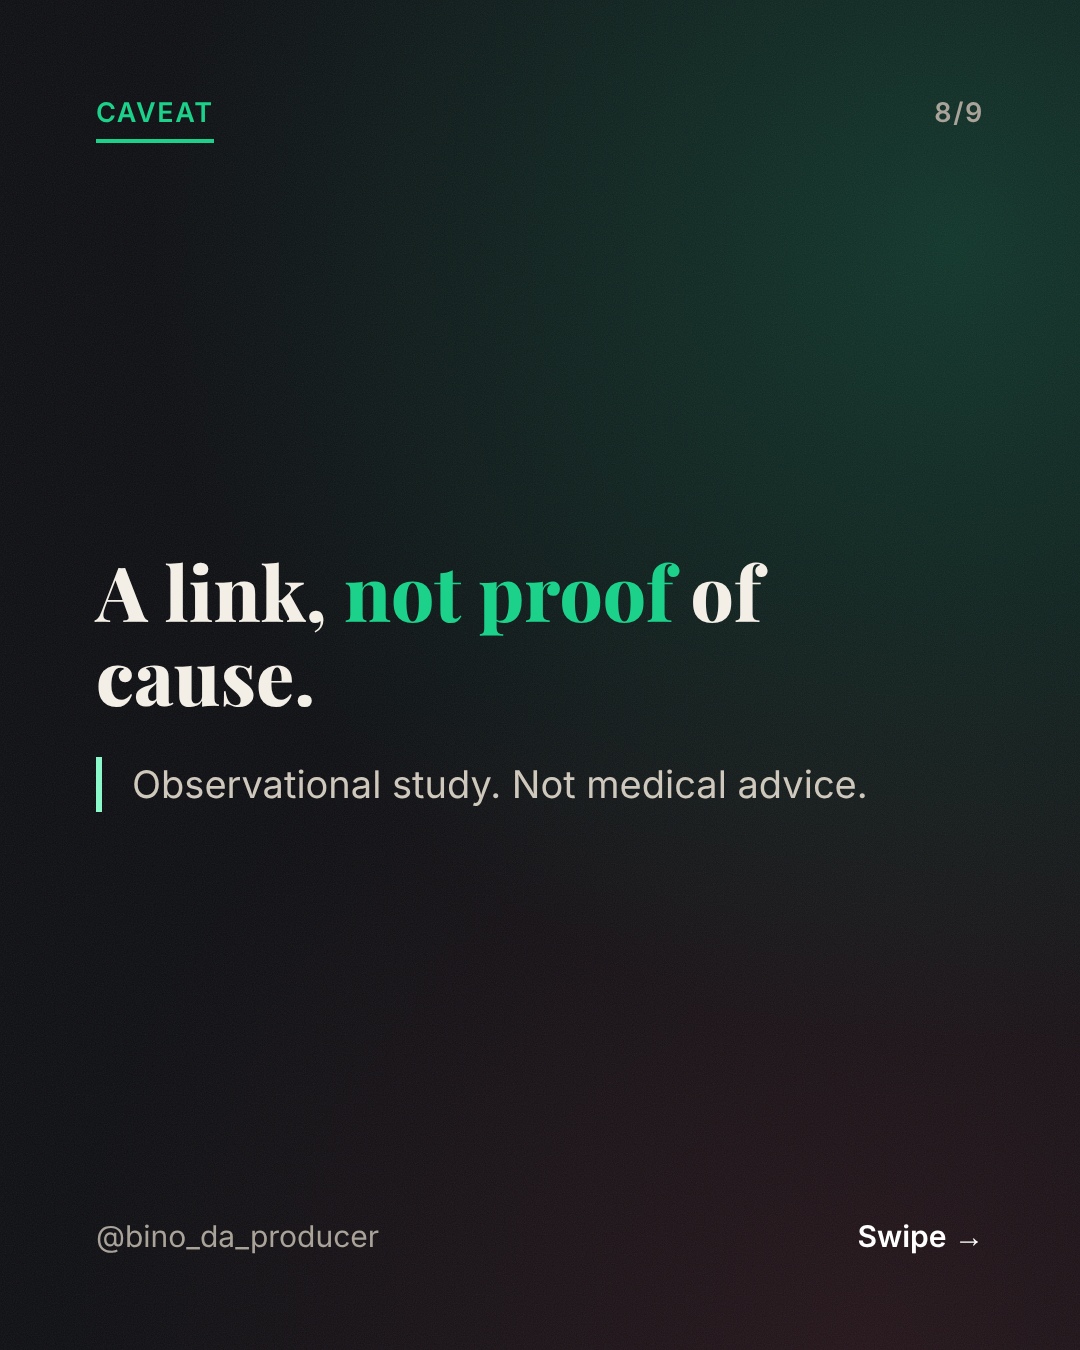 CAVEAT
8/9
A link, not proof of
cause.
Observational study. Not medical advice.
@bino_da_producer
Swipe →